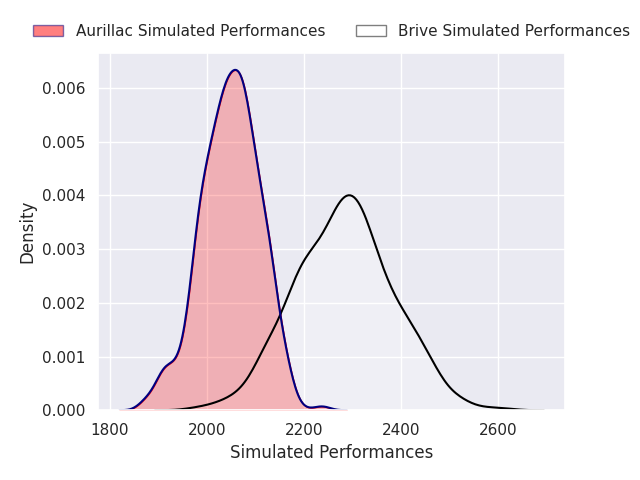 Aurillac Simulated Performances Brive Simulated Performances
0.006
0.005
0.004
0.003
0.002
0.001
0.000
Density
1800 2000 2200 2400 2600
Simulated Performances